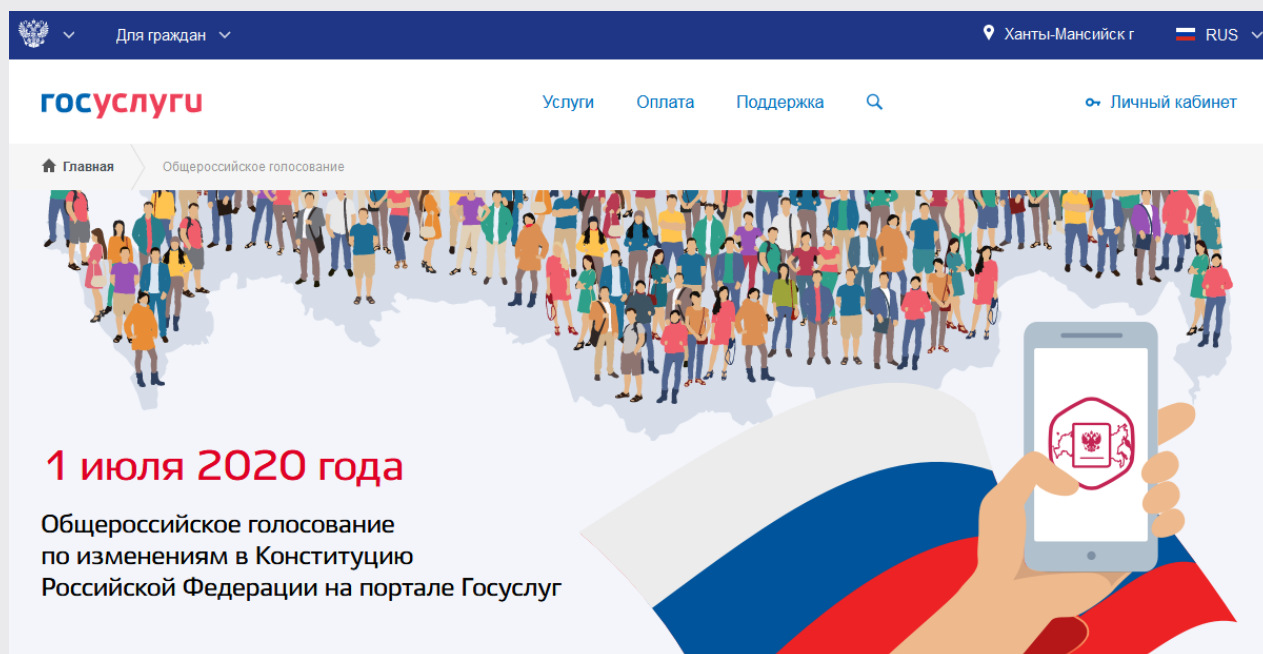 Для граждан
Ханты-Мансийск г
RUS
госуслуги
Услуги
Оплата
Поддержка
Личный кабинет
Главная
Общероссийское голосование
1 июля 2020 года
Общероссийское голосование
по изменениям в Конституцию
Российской Федерации на портале Госуслуг